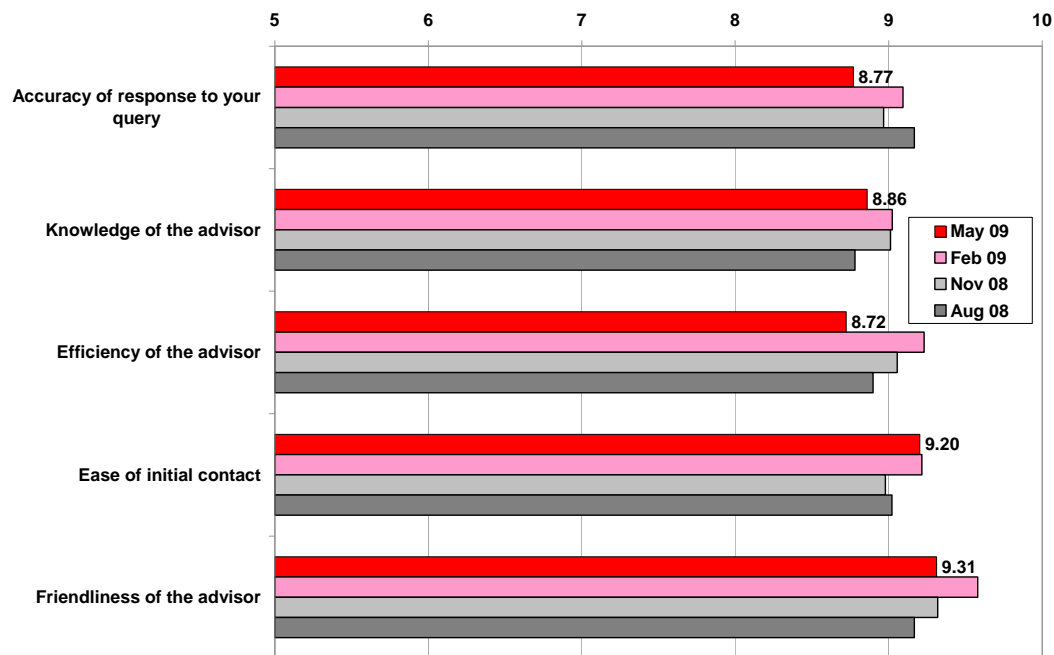 5 6 7 8 9 10
Accuracy of response to your
query
8.77
Knowledge of the advisor
8.86
May 09
Feb 09
Nov 08
Aug 08
Efficiency of the advisor
8.72
Ease of initial contact
9.20
Friendliness of the advisor
9.31